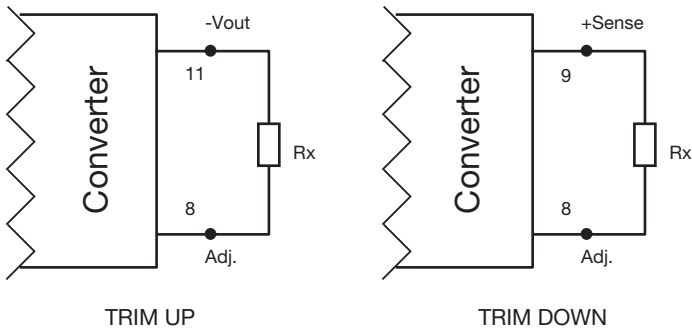 -Vout
11
Converter
Rx
8
Adj.
TRIM UP
+Sense
9
Converter
Rx
8
Adj.
TRIM DOWN